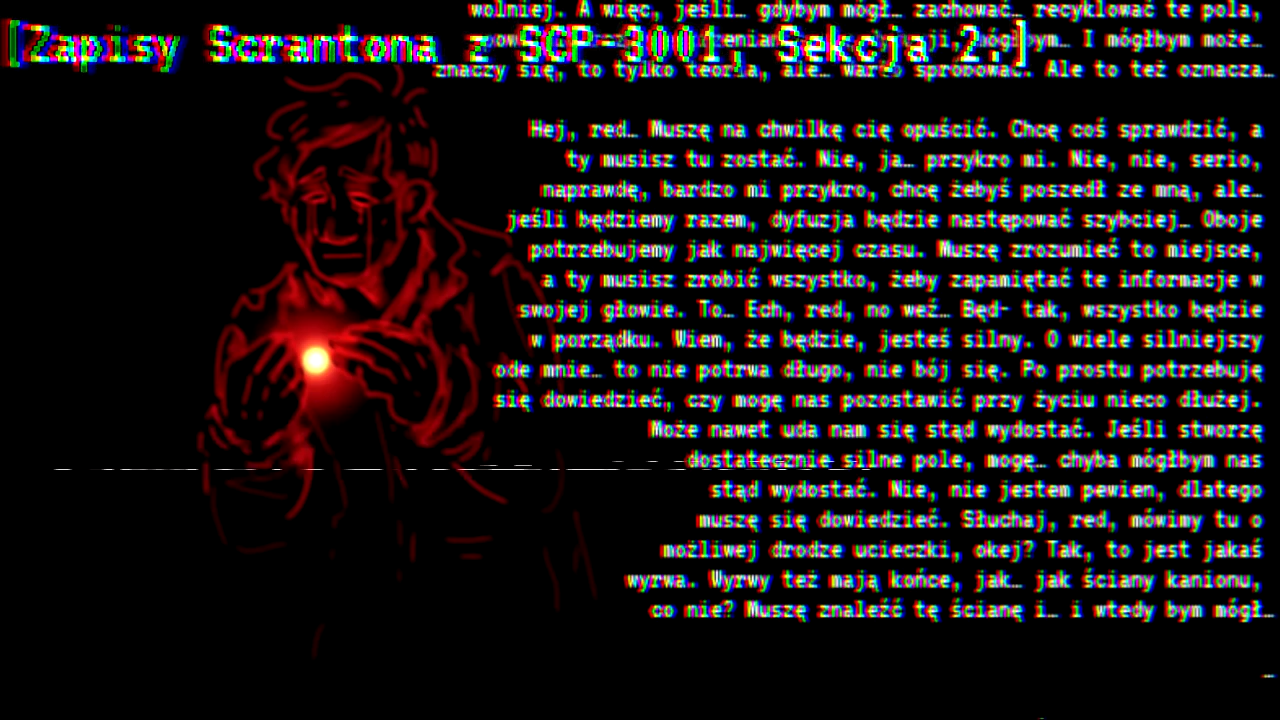 wolniej. A więc, jeśli… gdybym mógł… zachować… recyklować te pola,
[Zapisy Scrantona z SCP-3001, Sekcja 2.]
znaczy się, to tylko teoria, ale… warto spróbować. Ale to też oznacza…
Hej, red… Muszę na chwilkę cię opuścić. Chcę coś sprawdzić, a
ty musisz tu zostać. Nie, ja… przykro mi. Nie, nie, serio,
naprawdę, bardzo mi przykro, chcę żebyś poszedł ze mną, ale…
jeśli będziemy razem, dyfuzja będzie następować szybciej… Oboje
potrzebujemy jak najwięcej czasu. Muszę zrozumieć to miejsce,
a ty musisz zrobić wszystko, żeby zapamiętać te informacje w
swojej głowie. To… Ech, red, no weź… Będ- tak, wszystko będzie
w porządku. Wiem, że będzie, jesteś silny. O wiele silniejszy
ode mnie… to nie potrwa długo, nie bój się. Po prostu potrzebuję
się dowiedzieć, czy mogę nas pozostawić przy życiu nieco dłużej.
Może nawet uda nam się stąd wydostać. Jeśli stworzę
dostatecznie silne pole, mogę… chyba mógłbym nas
stąd wydostać. Nie, nie jestem pewien, dlatego
muszę się dowiedzieć. Słuchaj, red, mówimy tu o
możliwej drodze ucieczki, okej? Tak, to jest jakaś
wyrwa. Wyrwy też mają końce, jak… jak ściany kanionu,
co nie? Muszę znaleźć tę ścianę i… i wtedy bym mógł…